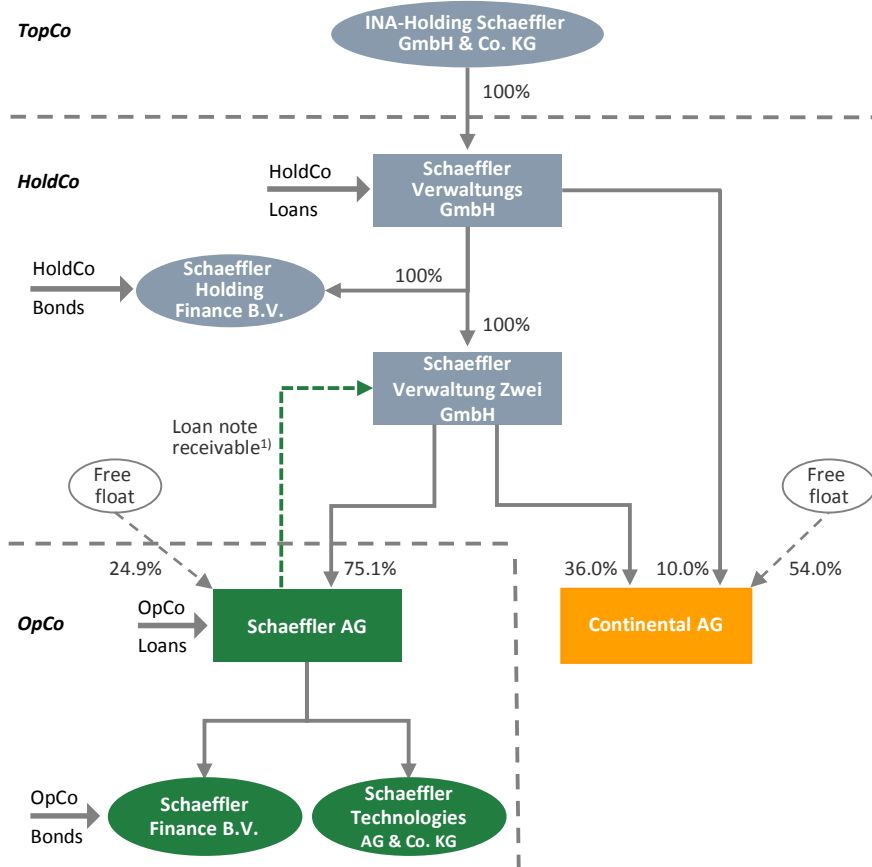 TopCo
INA-Holding Schaeffler
GmbH & Co. KG
100%
HoldCo
HoldCo
Loans
Schaeffler
Verwaltungs
GmbH
HoldCo
Bonds
Schaeffler
Holding
Finance B.V.
100%
100%
Schaeffler
Verwaltung Zwei
GmbH
Loan note
receivable1)
Free
float
Free
float
24.9%
75.1%
36.0%
10.0%
54.0%
OpCo
OpCo
Loans
Schaeffler AG
Continental AG
OpCo
Bonds
Schaeffler
Finance B.V.
Schaeffler
Technologies
AG & Co. KG